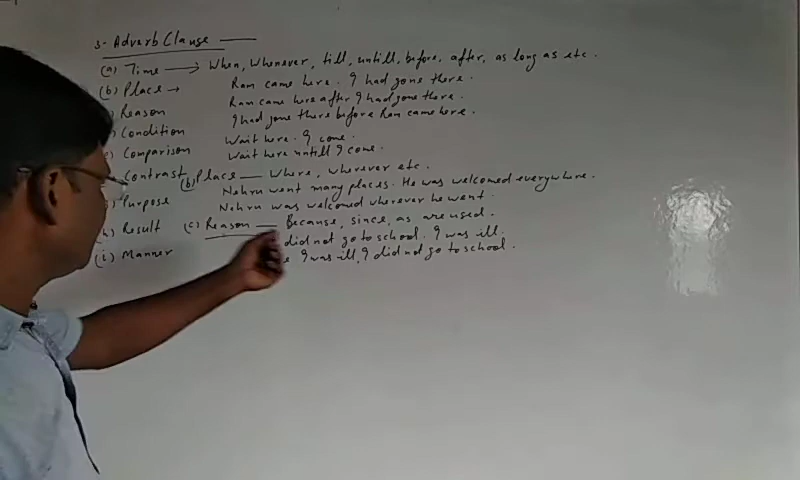 3. Adverb Clause —
(a) Time → When, Whenever, till, untill, before, after, as long as etc.
(b) Place → Ram came here. I had gone there.
Reason Ram came here after I had gone there.
Condition I had gone there before Ram came here.
Comparison Wait here. I come.
Wait here untill I come.
Contrast (b) Place — Where, wherever etc.
Purpose Nehru went many places. He was welcomed everywhere.
Nehru was welcomed wherever he went.
(h) Result (c) Reason — Because, since, as are used.
did not go to school. I was ill.
(i) Manner I was ill, I did not go to school.